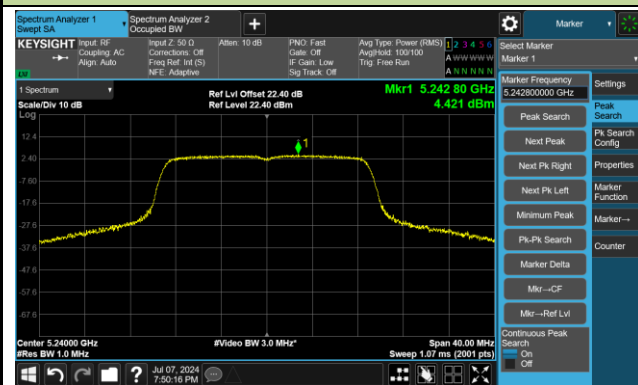 Spectrum Analyzer 1
Swept SA
Spectrum Analyzer 2
Occupied BW
Marker
KEYSIGHT
Input: RF
Coupling: AC
Align: Auto
Input Z: 50 Ω
Corrections: Off
Freq Ref: Int (S)
NFE: Adaptive
Atten: 10 dB
PNO: Fast
Gate: Off
IF Gain: Low
Sig Track: Off
Avg Type: Power (RMS)
Avg|Hold: 100/100
Trig: Free Run
1 2 3 4 5 6
A W W W W W
A N N N N N
Select Marker
Marker 1
1 Spectrum
Scale/Div 10 dB
Log
Ref Lvl Offset 22.40 dB
Ref Level 22.40 dBm
Mkr1 5.242 80 GHz
4.421 dBm
12.4
2.40
-7.60
-17.6
-27.6
-37.6
-47.6
-57.6
-67.6
1
Center 5.24000 GHz
#Res BW 1.0 MHz
#Video BW 3.0 MHz*
Span 40.00 MHz
Sweep 1.07 ms (2001 pts)
Marker Frequency
5.242800000 GHz
Peak Search
Next Peak
Next Pk Right
Next Pk Left
Minimum Peak
Pk-Pk Search
Marker Delta
Mkr→CF
Mkr→Ref Lvl
Continuous Peak
Search
On
Off
Settings
Peak
Search
Pk Search
Config
Properties
Marker
Function
Marker→
Counter
Jul 07, 2024
7:50:16 PM